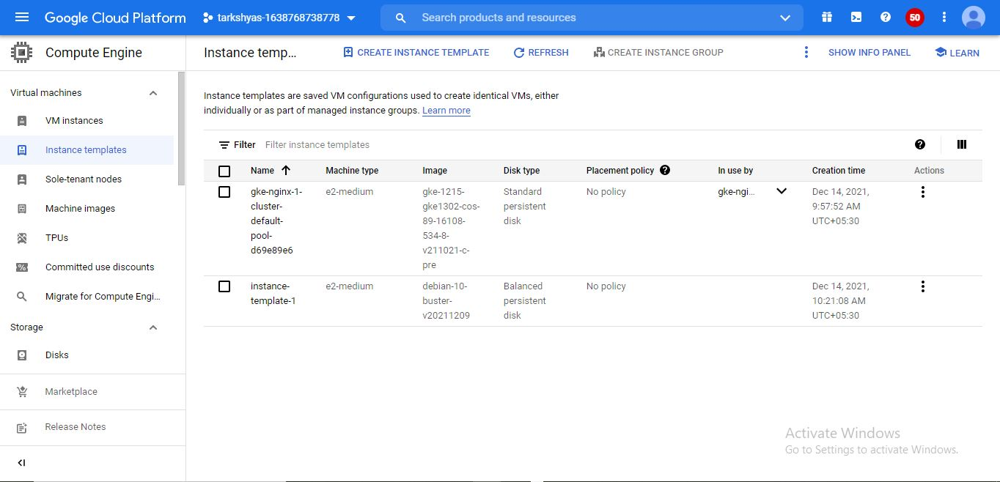 Google Cloud Platform
tarkshyas-1638768738778
Search products and resources
50
Compute Engine
Instance temp...
CREATE INSTANCE TEMPLATE
REFRESH
CREATE INSTANCE GROUP
SHOW INFO PANEL
LEARN
Virtual machines
VM instances
Instance templates
Sole-tenant nodes
Machine images
TPUs
Committed use discounts
Migrate for Compute Engi...
Storage
Disks
Marketplace
Release Notes
Instance templates are saved VM configurations used to create identical VMs, either
individually or as part of managed instance groups. Learn more
Filter Filter instance templates
Name Machine type Image Disk type Placement policy In use by Creation time Actions
gke-nginx-1-
cluster-
default-
pool-
d69e89e6
e2-medium
gke-1215-
gke1302-cos-
89-16108-
534-8-
v211021-c-
pre
Standard
persistent
disk
No policy
gke-ngi...
Dec 14, 2021,
9:57:52 AM
UTC+05:30
instance-
template-1
e2-medium
debian-10-
buster-
v20211209
Balanced
persistent
disk
No policy
Dec 14, 2021,
10:21:08 AM
UTC+05:30
Activate Windows
Go to Settings to activate Windows.